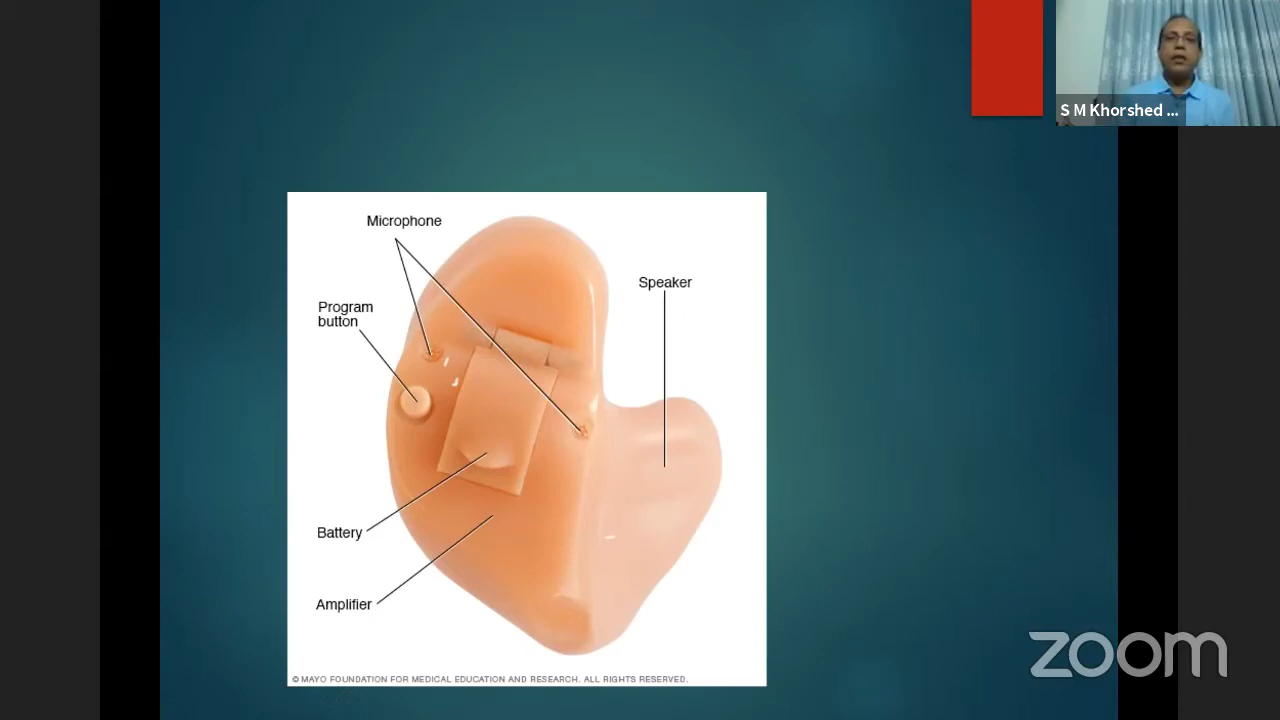 S M Khorshed ...
Microphone
Speaker
Program
button
Battery
Amplifier
© MAYO FOUNDATION FOR MEDICAL EDUCATION AND RESEARCH. ALL RIGHTS RESERVED.
zoom